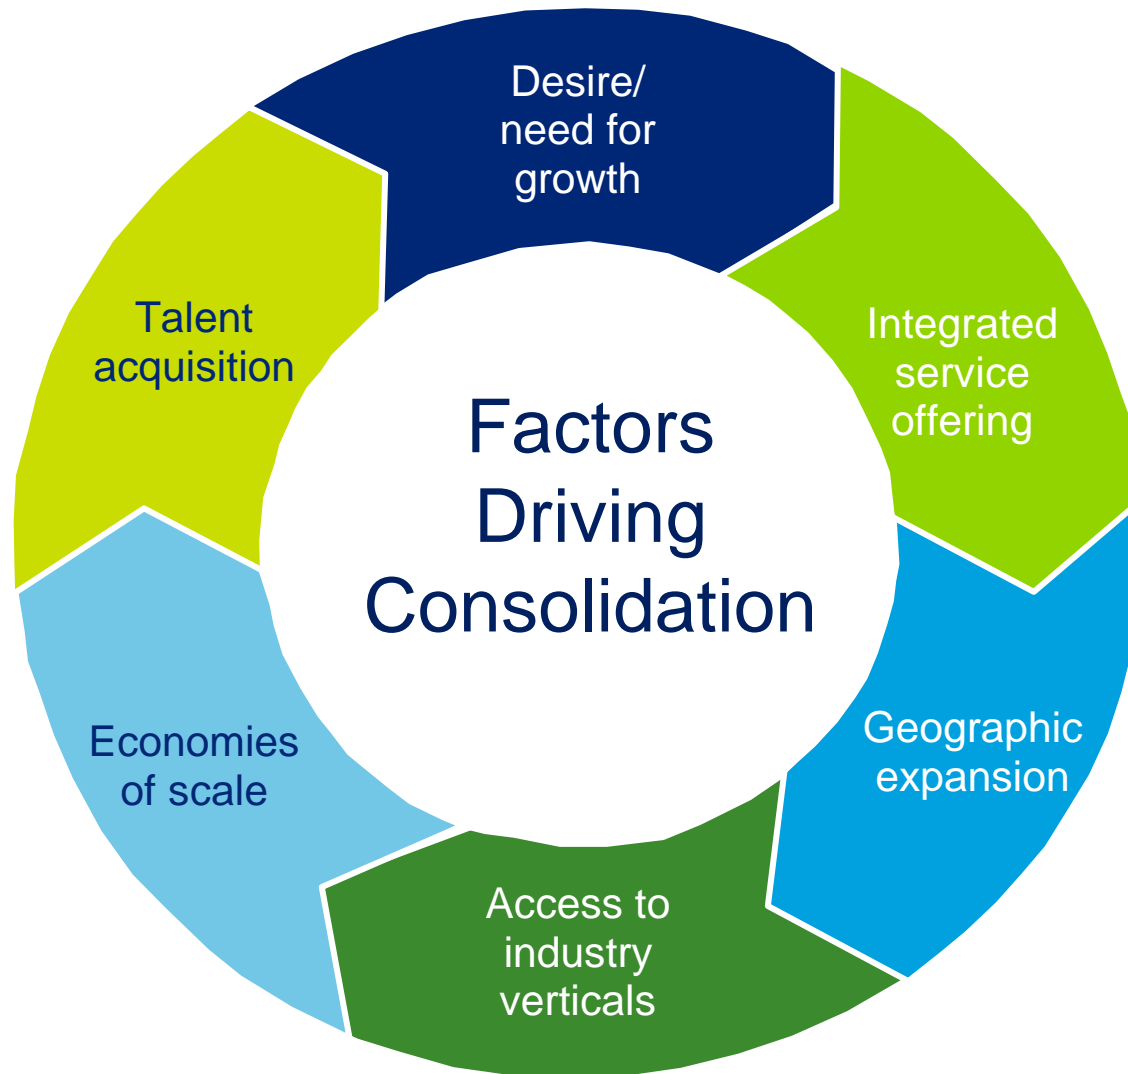 Desire/
need for
growth
Integrated
service
offering
Geographic
expansion
Access to
industry
verticals
Economies
of scale
Talent
acquisition
Factors
Driving
Consolidation